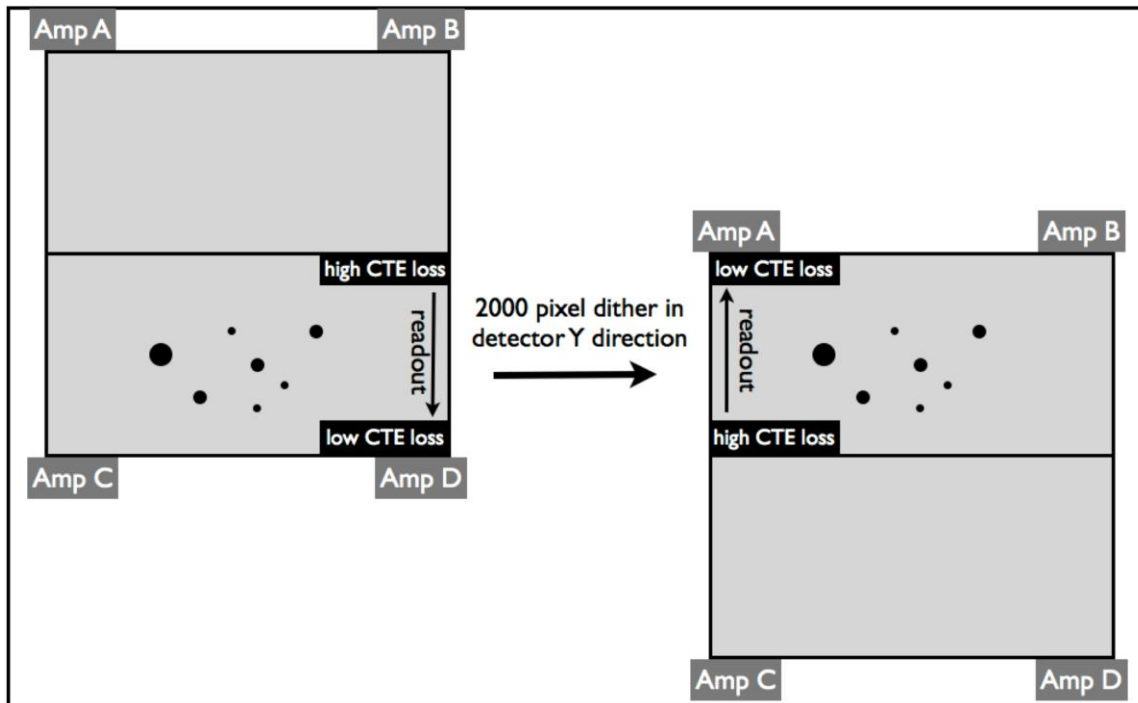 Amp A
Amp B
high CTE loss
readout
low CTE loss
Amp C
Amp D
2000 pixel dither in
detector Y direction
Amp A
Amp B
low CTE loss
readout
high CTE loss
Amp C
Amp D